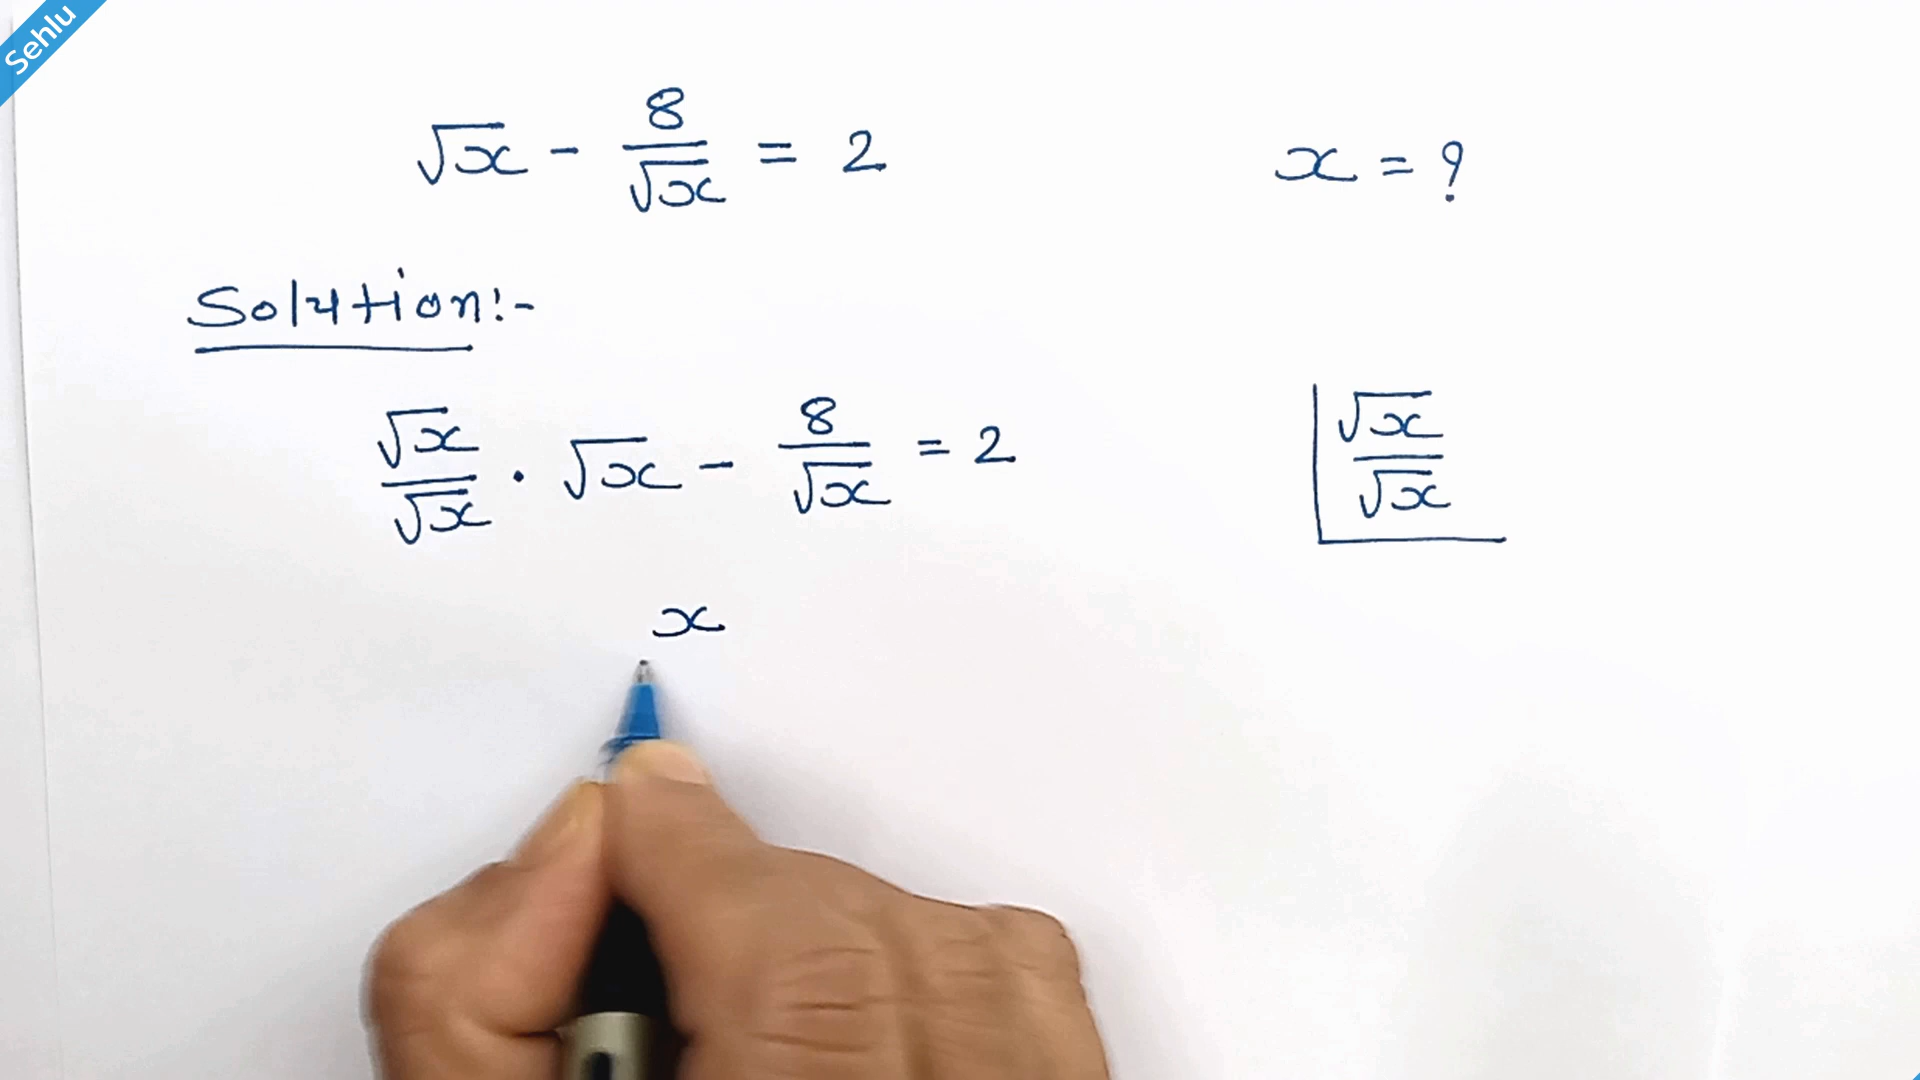 Sehlu
√x - 8/√x = 2 x = ?
Solution:-
√x/√x · √x - 8/√x = 2 √x/√x
x